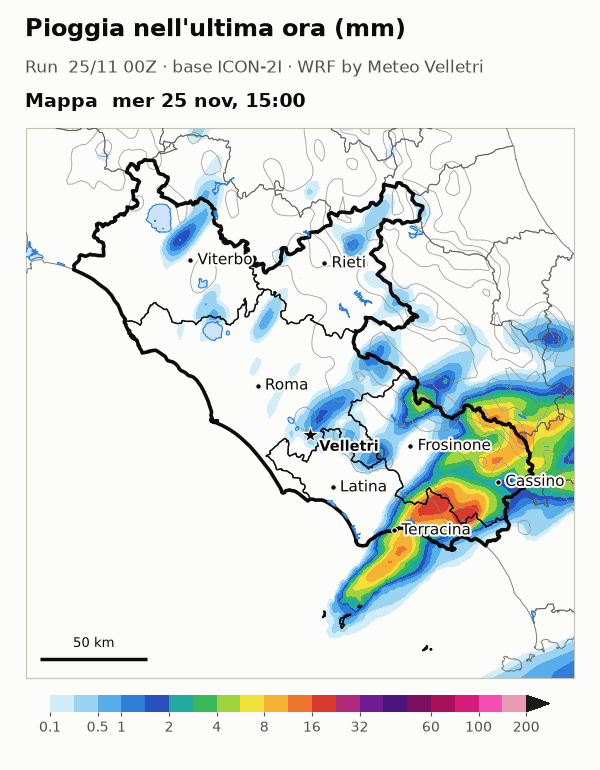 Pioggia nell'ultima ora (mm)
Run  25/11 00Z · base ICON-2I · WRF by Meteo Velletri
Mappa  mer 25 nov, 15:00
Viterbo
Rieti
Roma
Velletri
Frosinone
Latina
Cassino
Terracina
50 km
0.1 0.5 1 2 4 8 16 32 60 100 200